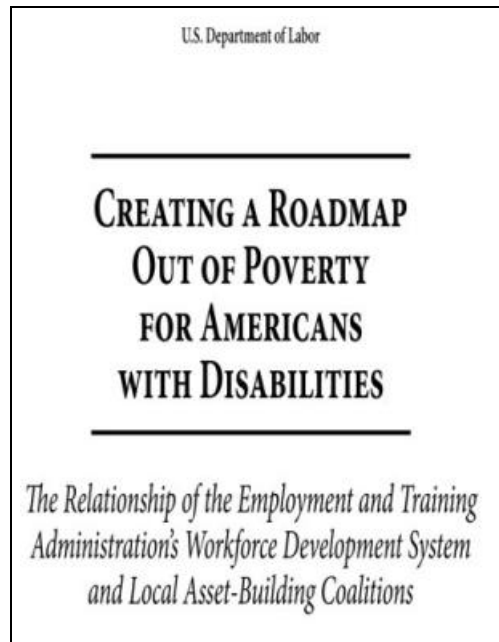 U.S. Department of Labor
CREATING A ROADMAP
OUT OF POVERTY
FOR AMERICANS
WITH DISABILITIES
The Relationship of the Employment and Training
Administration's Workforce Development System
and Local Asset-Building Coalitions